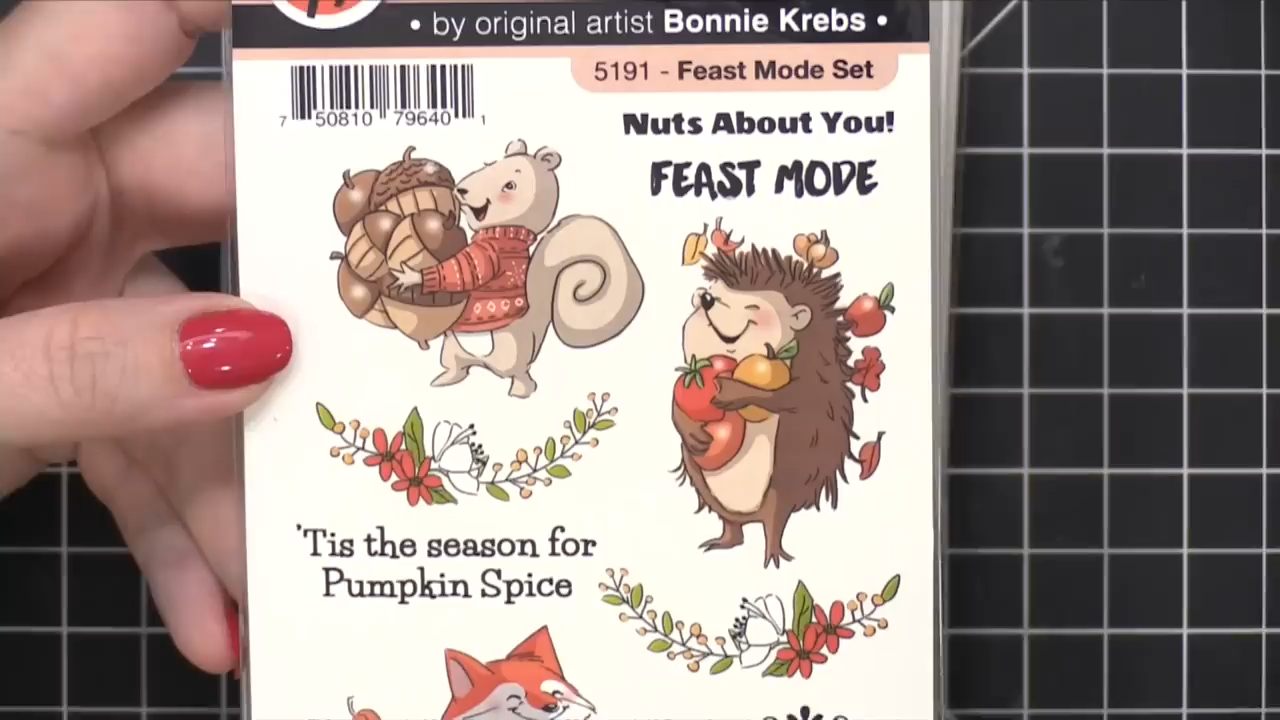 • by original artist Bonnie Krebs •
5191 - Feast Mode Set
7 50810 79640 1
Nuts About You!
FEAST MODE
'Tis the season for
Pumpkin Spice